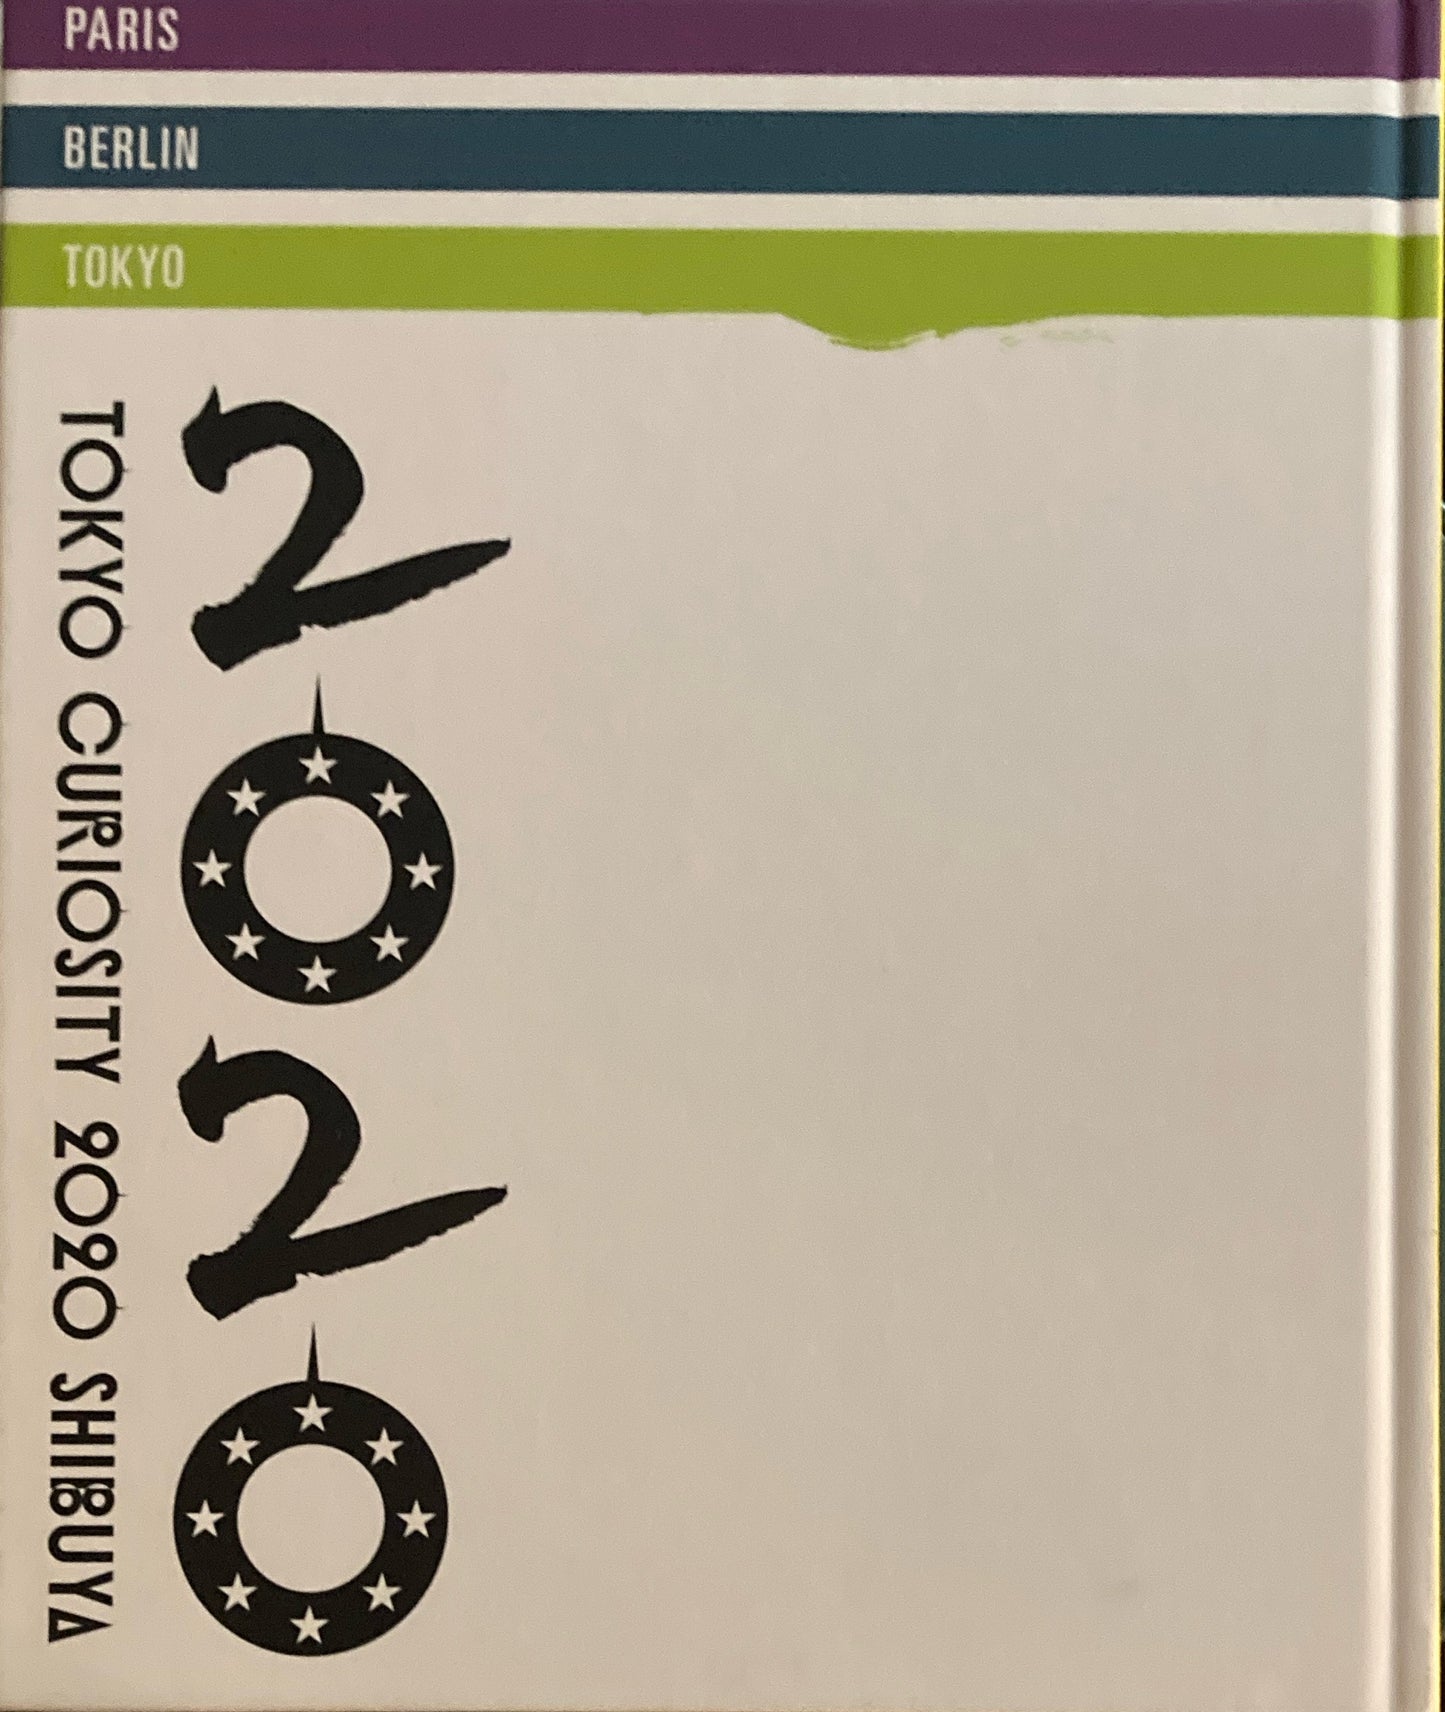 PARIS
BERLIN
TOKYO
2020
TOKYO CURIOSITY 2020 SHIBUYA